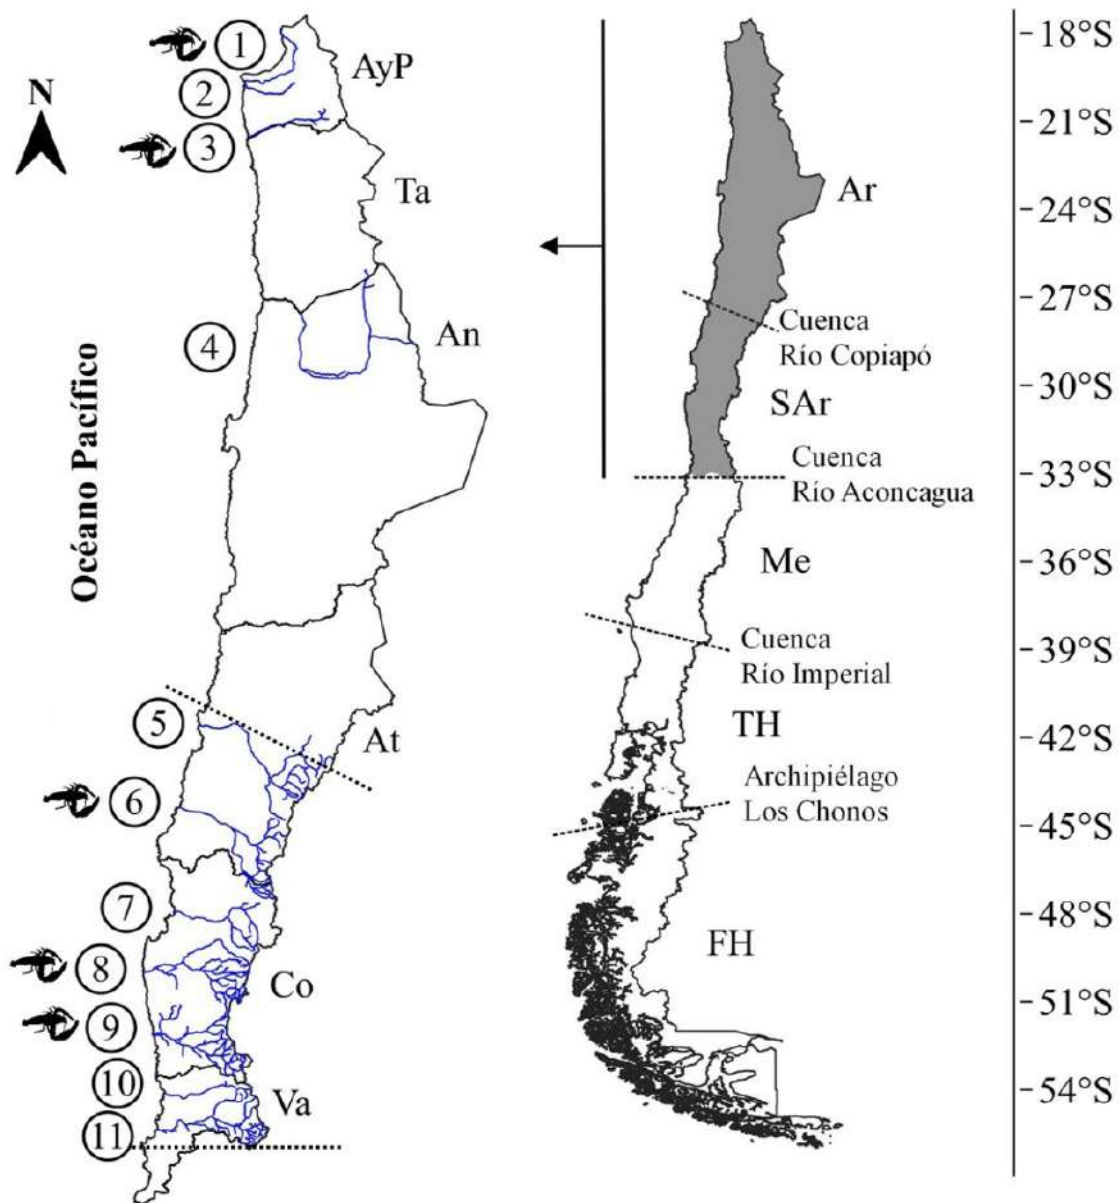 N
1
2
3
4
5
6
7
8
9
10
11
AyP
Ta
An
At
Co
Va
Océano Pacífico
Ar
Cuenca
Río Copiapó
SAr
Cuenca
Río Aconcagua
Me
Cuenca
Río Imperial
TH
Archipiélago
Los Chonos
FH
18°S
21°S
24°S
27°S
30°S
33°S
36°S
39°S
42°S
45°S
48°S
51°S
54°S